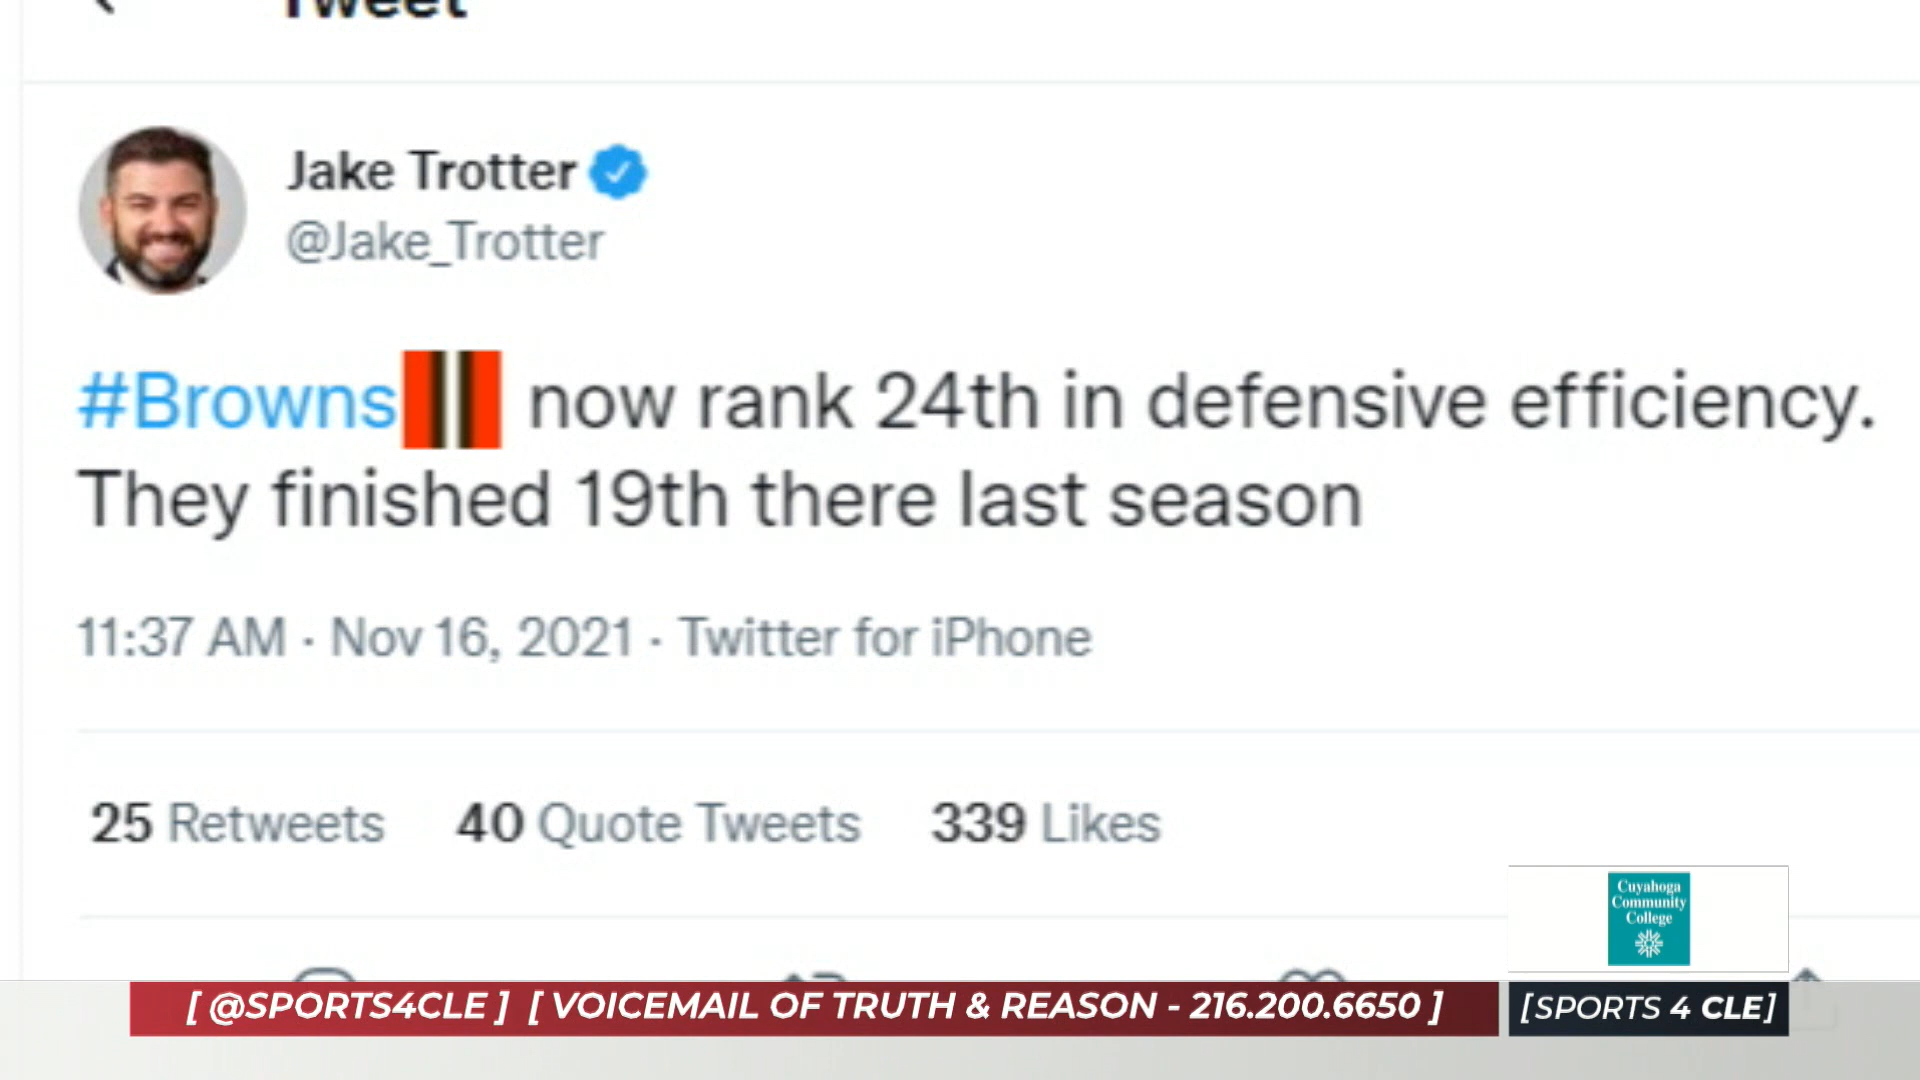 Tweet
Jake Trotter
@Jake_Trotter
#Browns now rank 24th in defensive efficiency.
They finished 19th there last season
11:37 AM · Nov 16, 2021 · Twitter for iPhone
25 Retweets 40 Quote Tweets 339 Likes
Cuyahoga
Community
College
[ @SPORTS4CLE ] [ VOICEMAIL OF TRUTH & REASON - 216.200.6650 ]
[SPORTS 4 CLE]